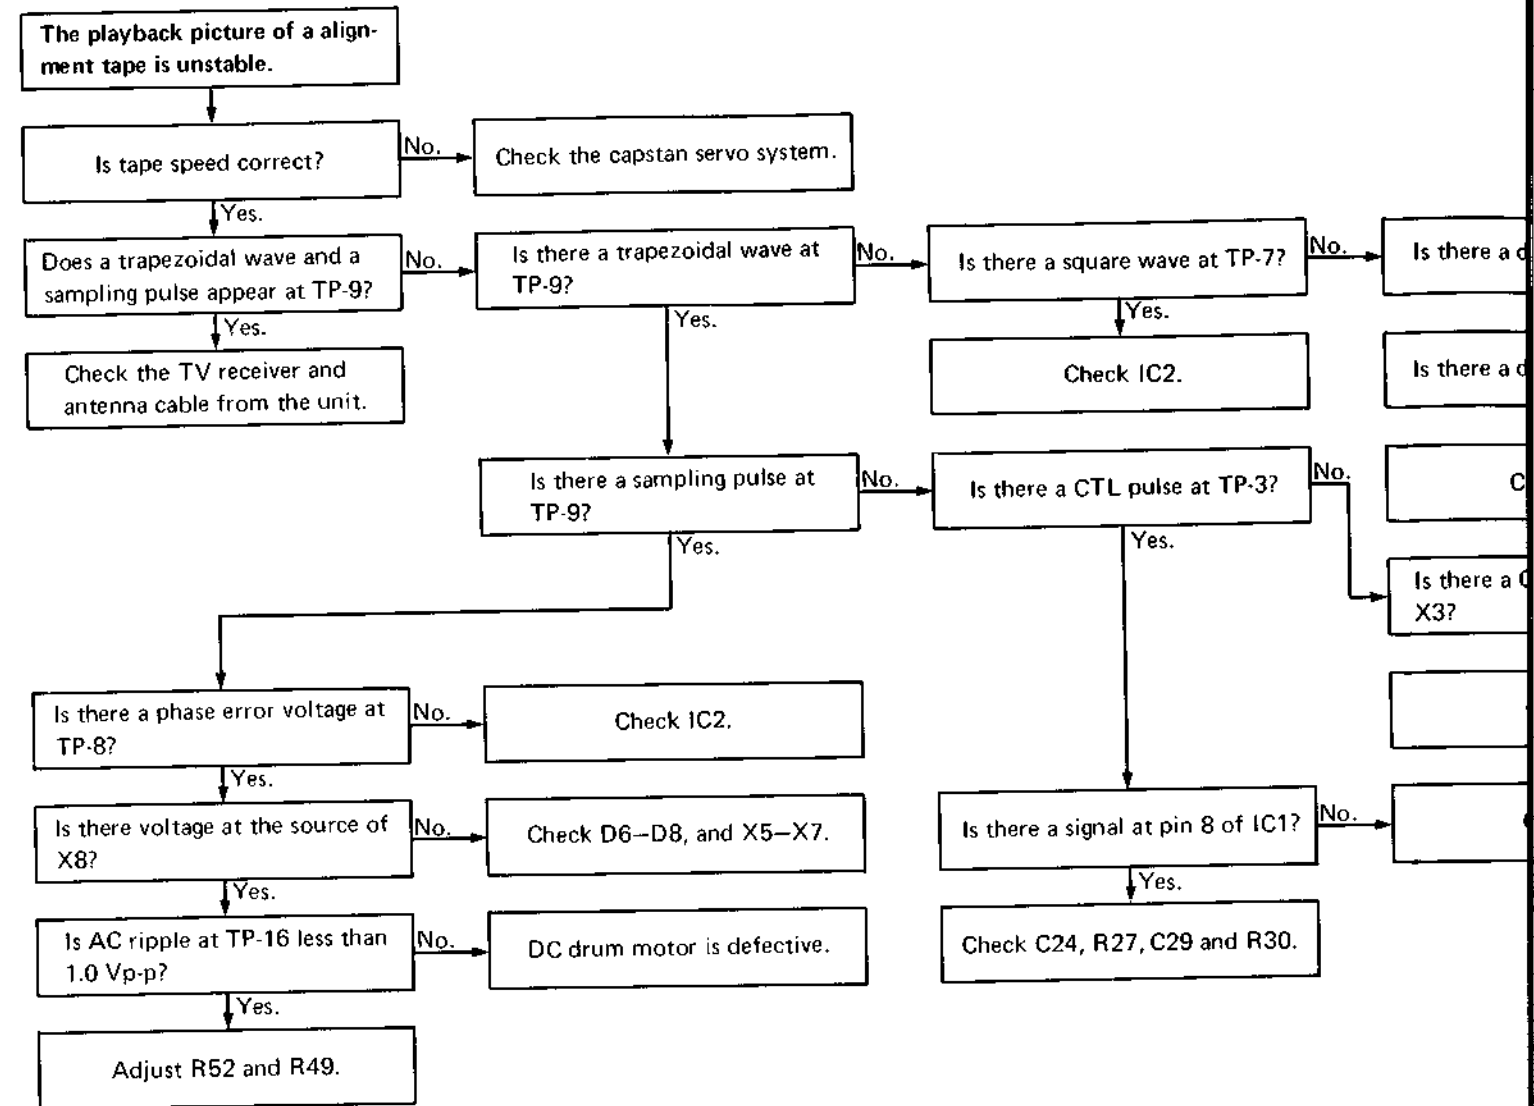 The playback picture of a align-
ment tape is unstable.
Is tape speed correct?
No.
Check the capstan servo system.
Yes.
Does a trapezoidal wave and a
sampling pulse appear at TP-9?
No.
Is there a trapezoidal wave at
TP-9?
No.
Is there a square wave at TP-7?
No.
Is there a
Yes.
Check the TV receiver and
antenna cable from the unit.
Yes.
Yes.
Check IC2.
Is there a
Is there a sampling pulse at
TP-9?
No.
Is there a CTL pulse at TP-3?
No.
Yes.
Yes.
Is there a
X3?
Is there a phase error voltage at
TP-8?
No.
Check IC2.
Yes.
Is there voltage at the source of
X8?
No.
Check D6–D8, and X5–X7.
Is there a signal at pin 8 of IC1?
No.
Yes.
Yes.
Is AC ripple at TP-16 less than
1.0 Vp-p?
No.
DC drum motor is defective.
Check C24, R27, C29 and R30.
Yes.
Adjust R52 and R49.